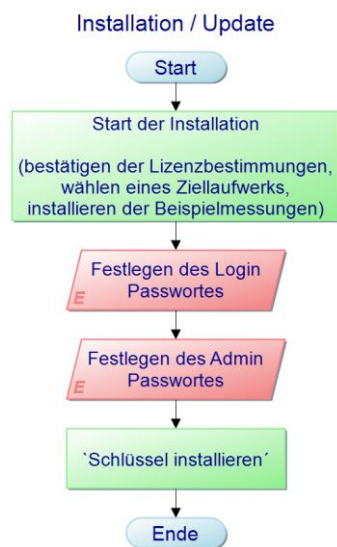 Installation / Update
Start
Start der Installation
(bestätigen der Lizenzbestimmungen,
wählen eines Ziellaufwerks,
installieren der Beispielmessungen)
Festlegen des Login
Passwortes
E
Festlegen des Admin
Passwortes
E
`Schlüssel installieren´
Ende